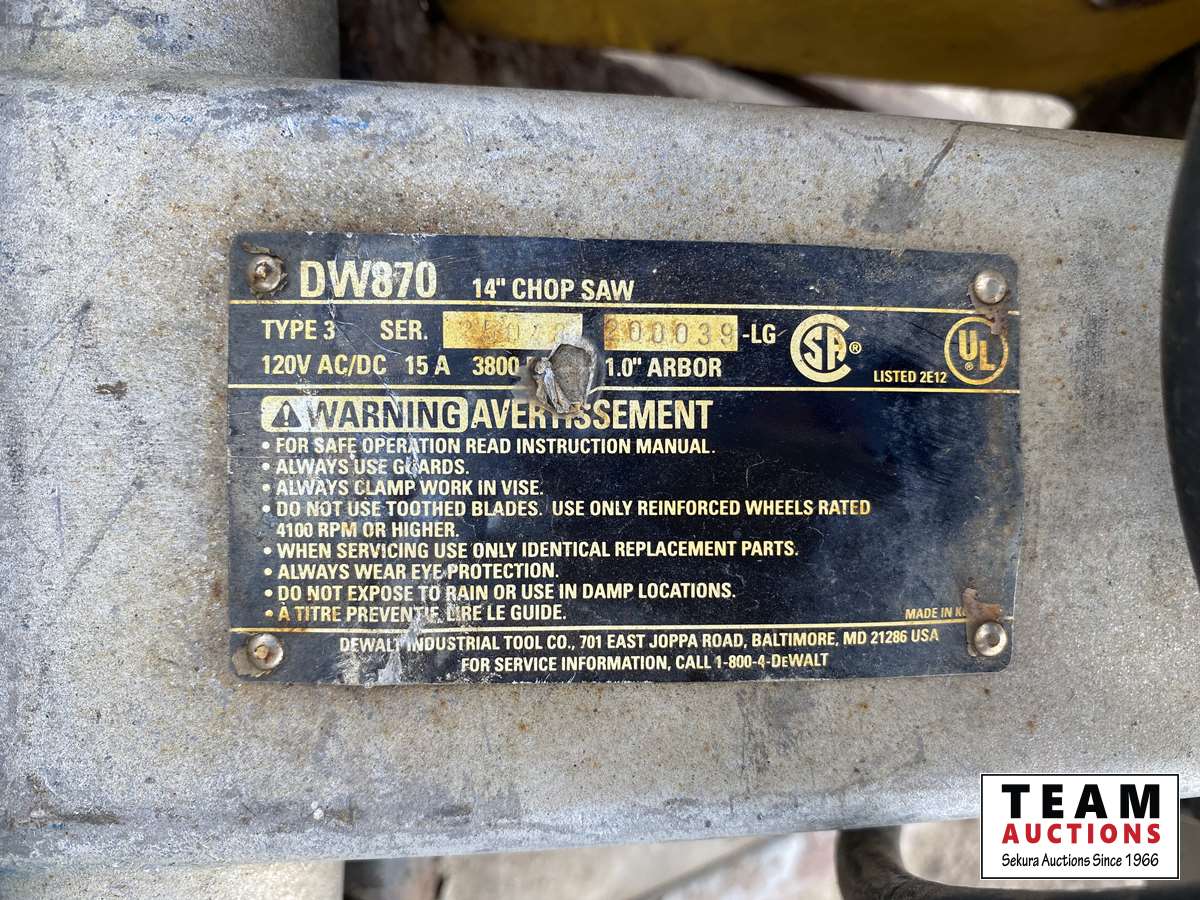 DW870 14" CHOP SAW
TYPE 3 SER. 200039-LG
120V AC/DC 15 A 3800 1.0" ARBOR
SA ®
LISTED 2E12
UL
WARNING AVERTISSEMENT
• FOR SAFE OPERATION READ INSTRUCTION MANUAL.
• ALWAYS USE GUARDS.
• ALWAYS CLAMP WORK IN VISE.
• DO NOT USE TOOTHED BLADES. USE ONLY REINFORCED WHEELS RATED
4100 RPM OR HIGHER.
• WHEN SERVICING USE ONLY IDENTICAL REPLACEMENT PARTS.
• ALWAYS WEAR EYE PROTECTION.
• DO NOT EXPOSE TO RAIN OR USE IN DAMP LOCATIONS.
• À TITRE PREVENTIF, LIRE LE GUIDE.
MADE IN
DEWALT INDUSTRIAL TOOL CO., 701 EAST JOPPA ROAD, BALTIMORE, MD 21286 USA
FOR SERVICE INFORMATION, CALL 1-800-4-DEWALT
TEAM
AUCTIONS
Sekura Auctions Since 1966